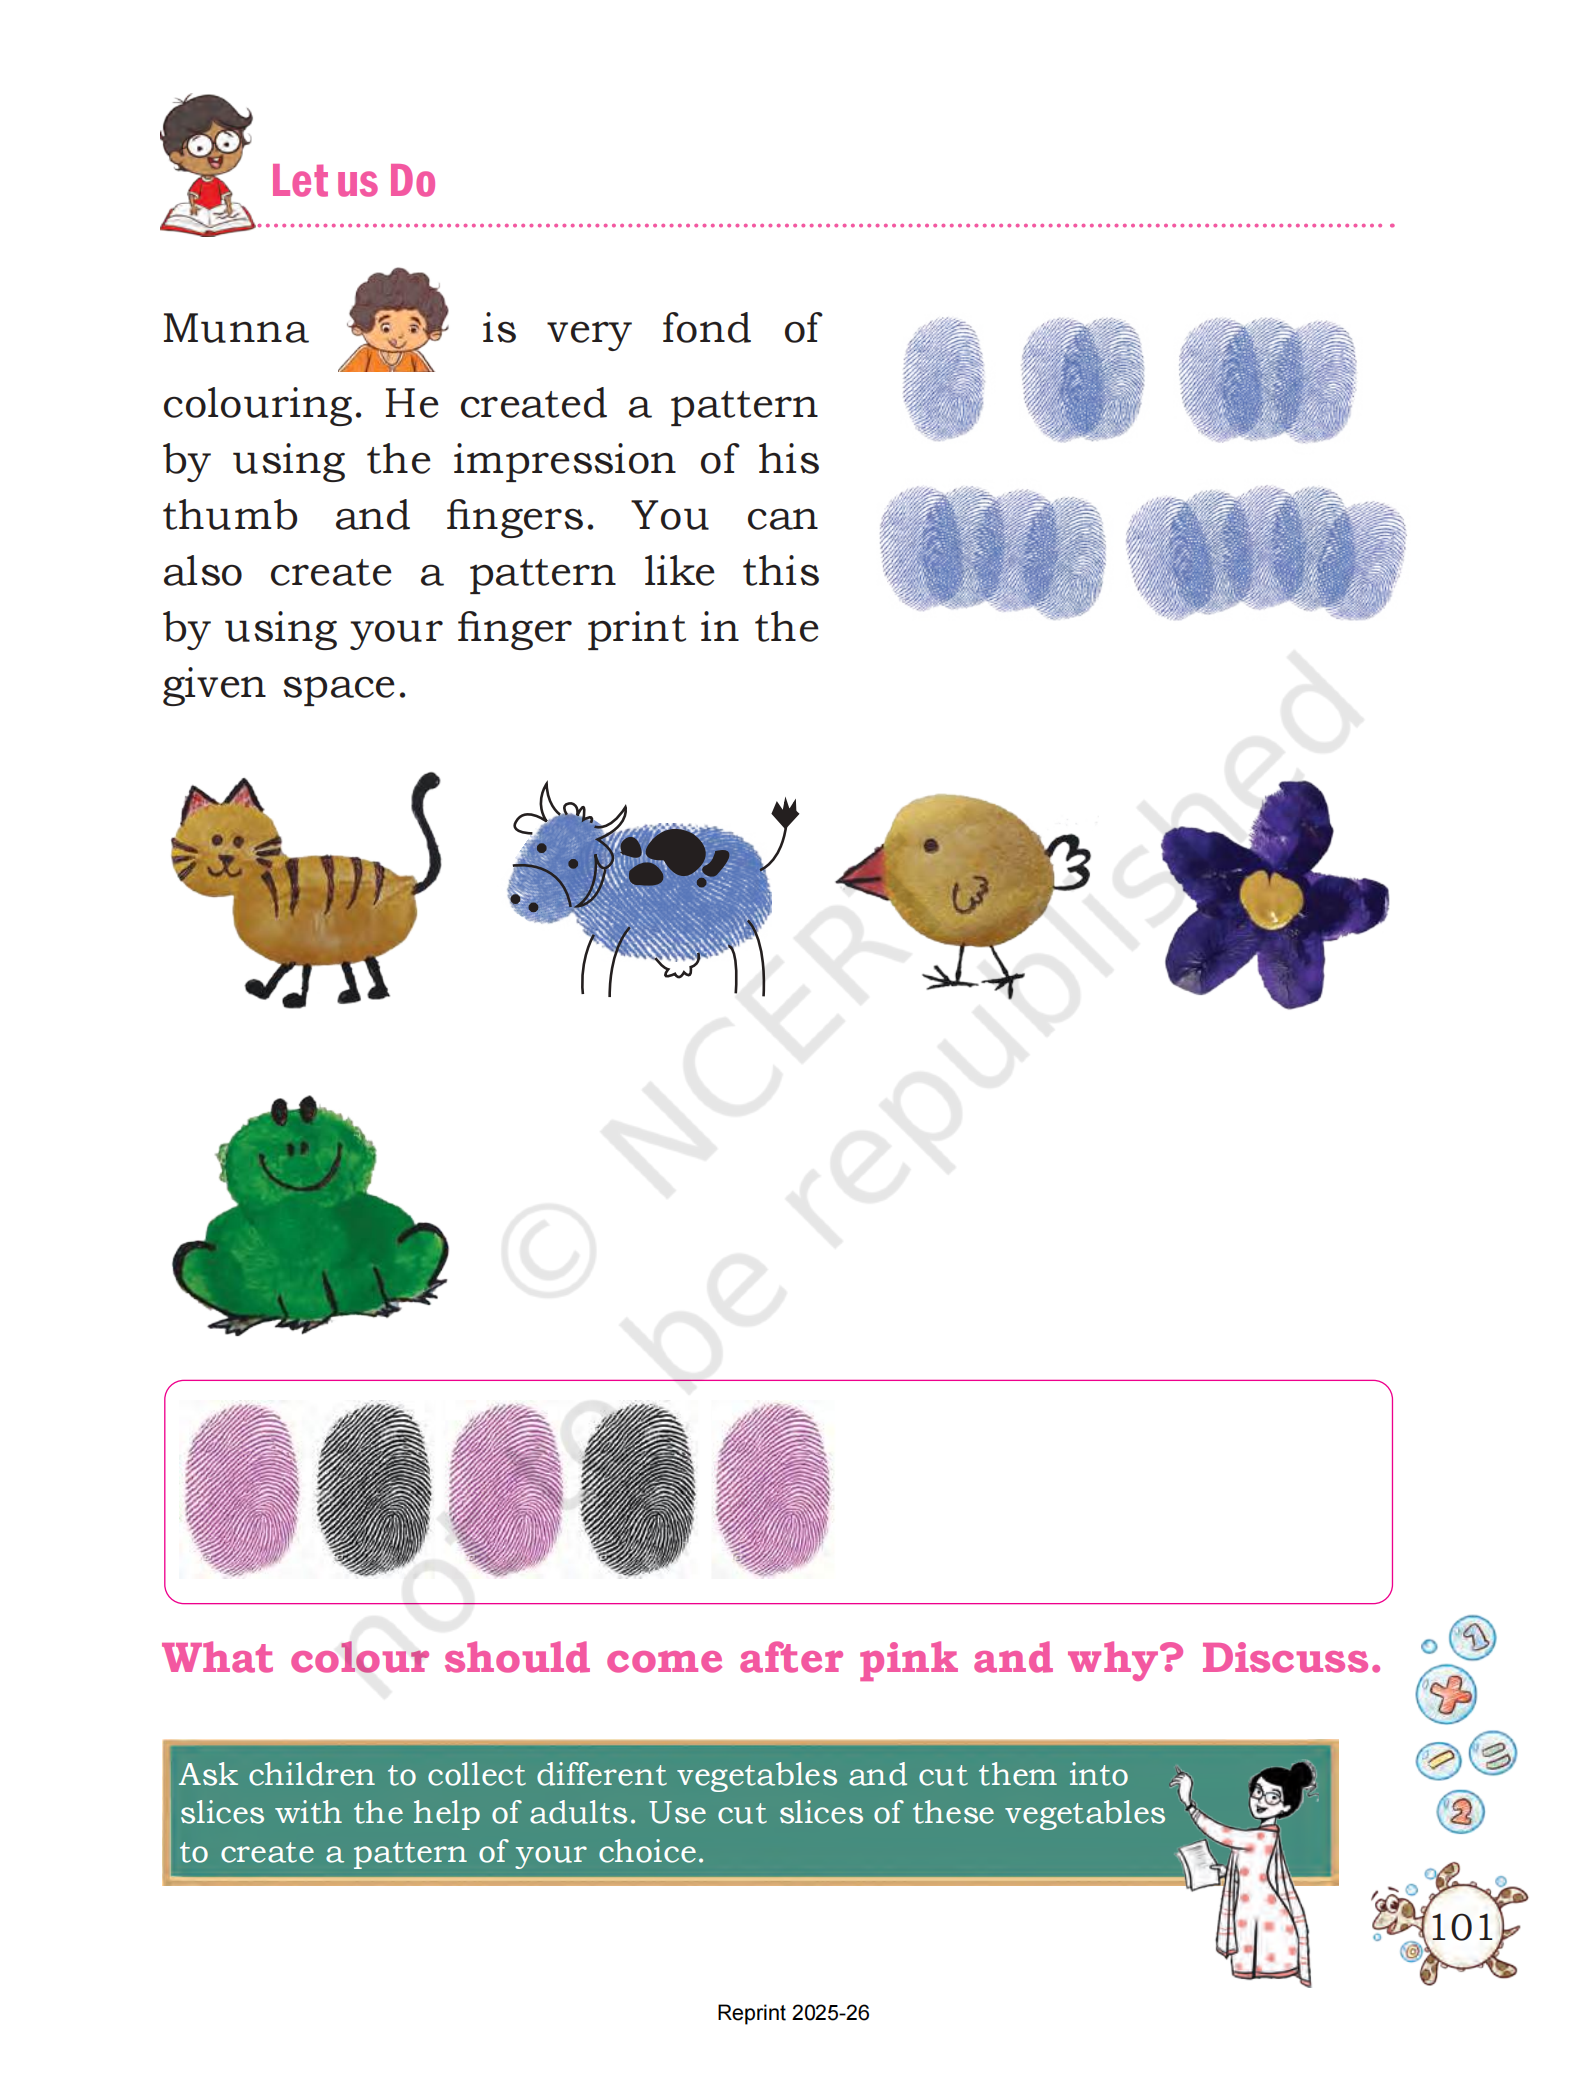 Let us Do
Munna is very fond of
colouring. He created a pattern
by using the impression of his
thumb and fingers. You can
also create a pattern like this
by using your finger print in the
given space.
© NCERT
not to be republished
What colour should come after pink and why? Discuss.
Ask children to collect different vegetables and cut them into
slices with the help of adults. Use cut slices of these vegetables
to create a pattern of your choice.
1
+
-
=
2
101
Reprint 2025-26